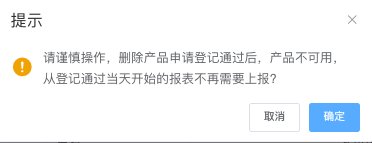 提示
请谨慎操作，删除产品申请登记通过后，产品不可用，
从登记通过当天开始的报表不再需要上报？
取消
确定